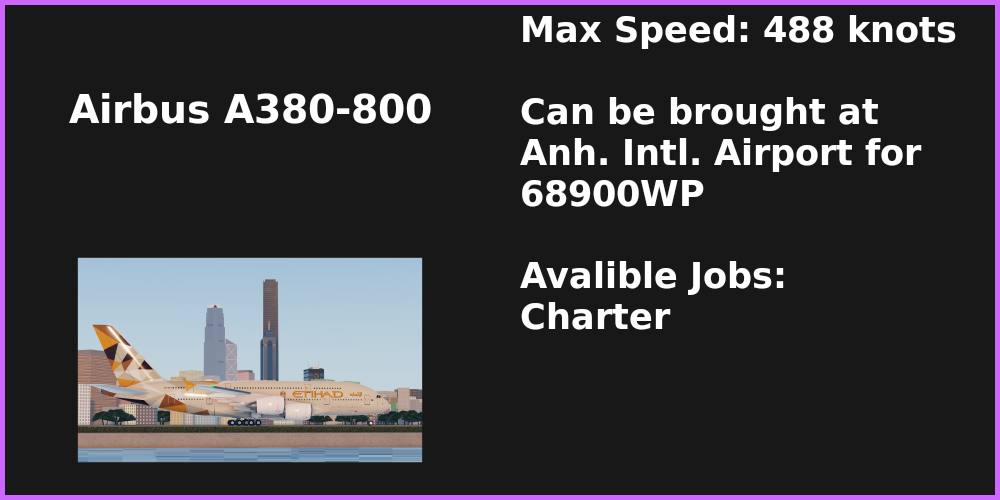 Max Speed: 488 knots
Airbus A380-800
Can be brought at
Anh. Intl. Airport for
68900WP
Avalible Jobs:
Charter
ETIHAD